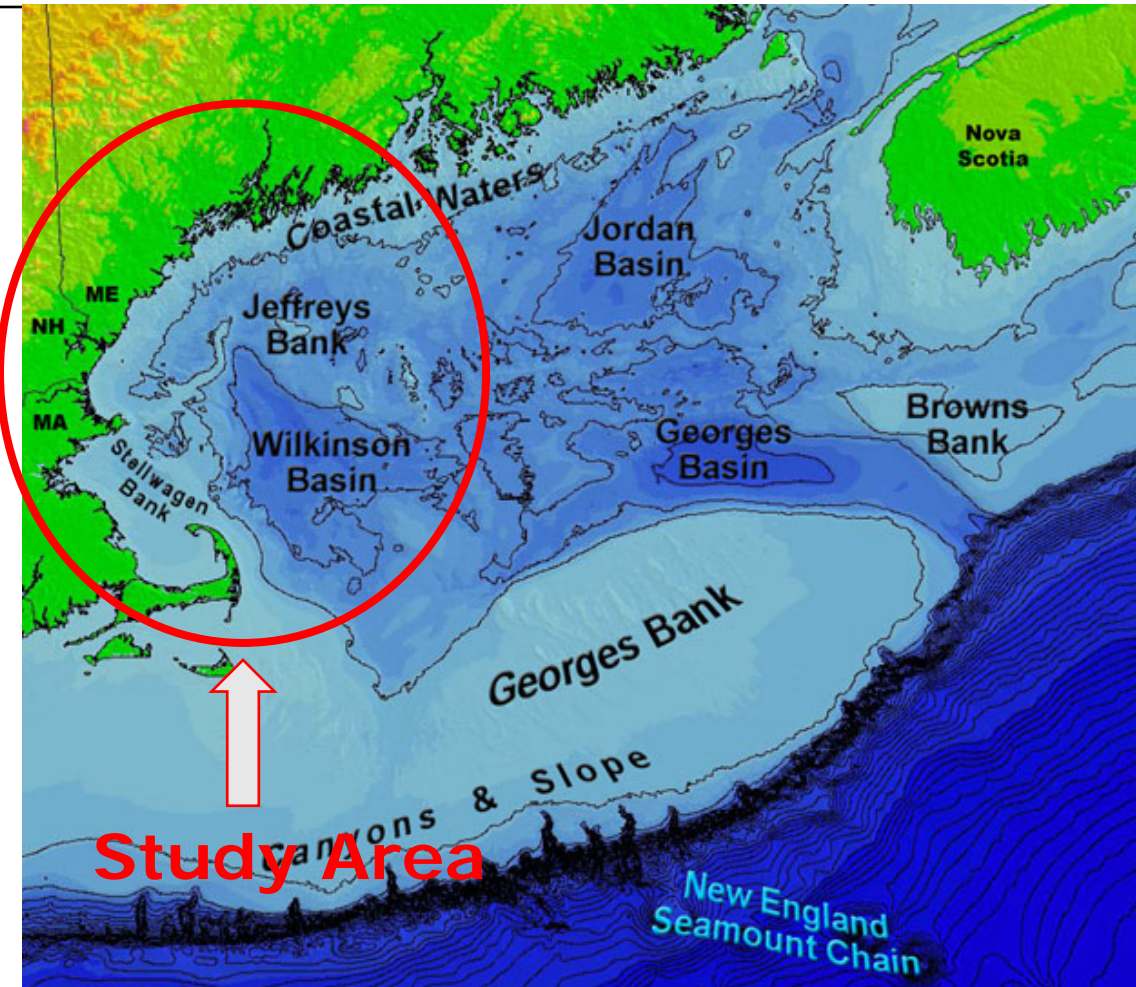 Nova
Scotia
Coastal Waters
Jordan
Basin
ME
Jeffreys
Bank
NH
MA
Browns
Bank
Georges
Basin
Wilkinson
Basin
Stellwagen
Bank
Georges Bank
Canyons & Slope
Study Area
New England
Seamount Chain